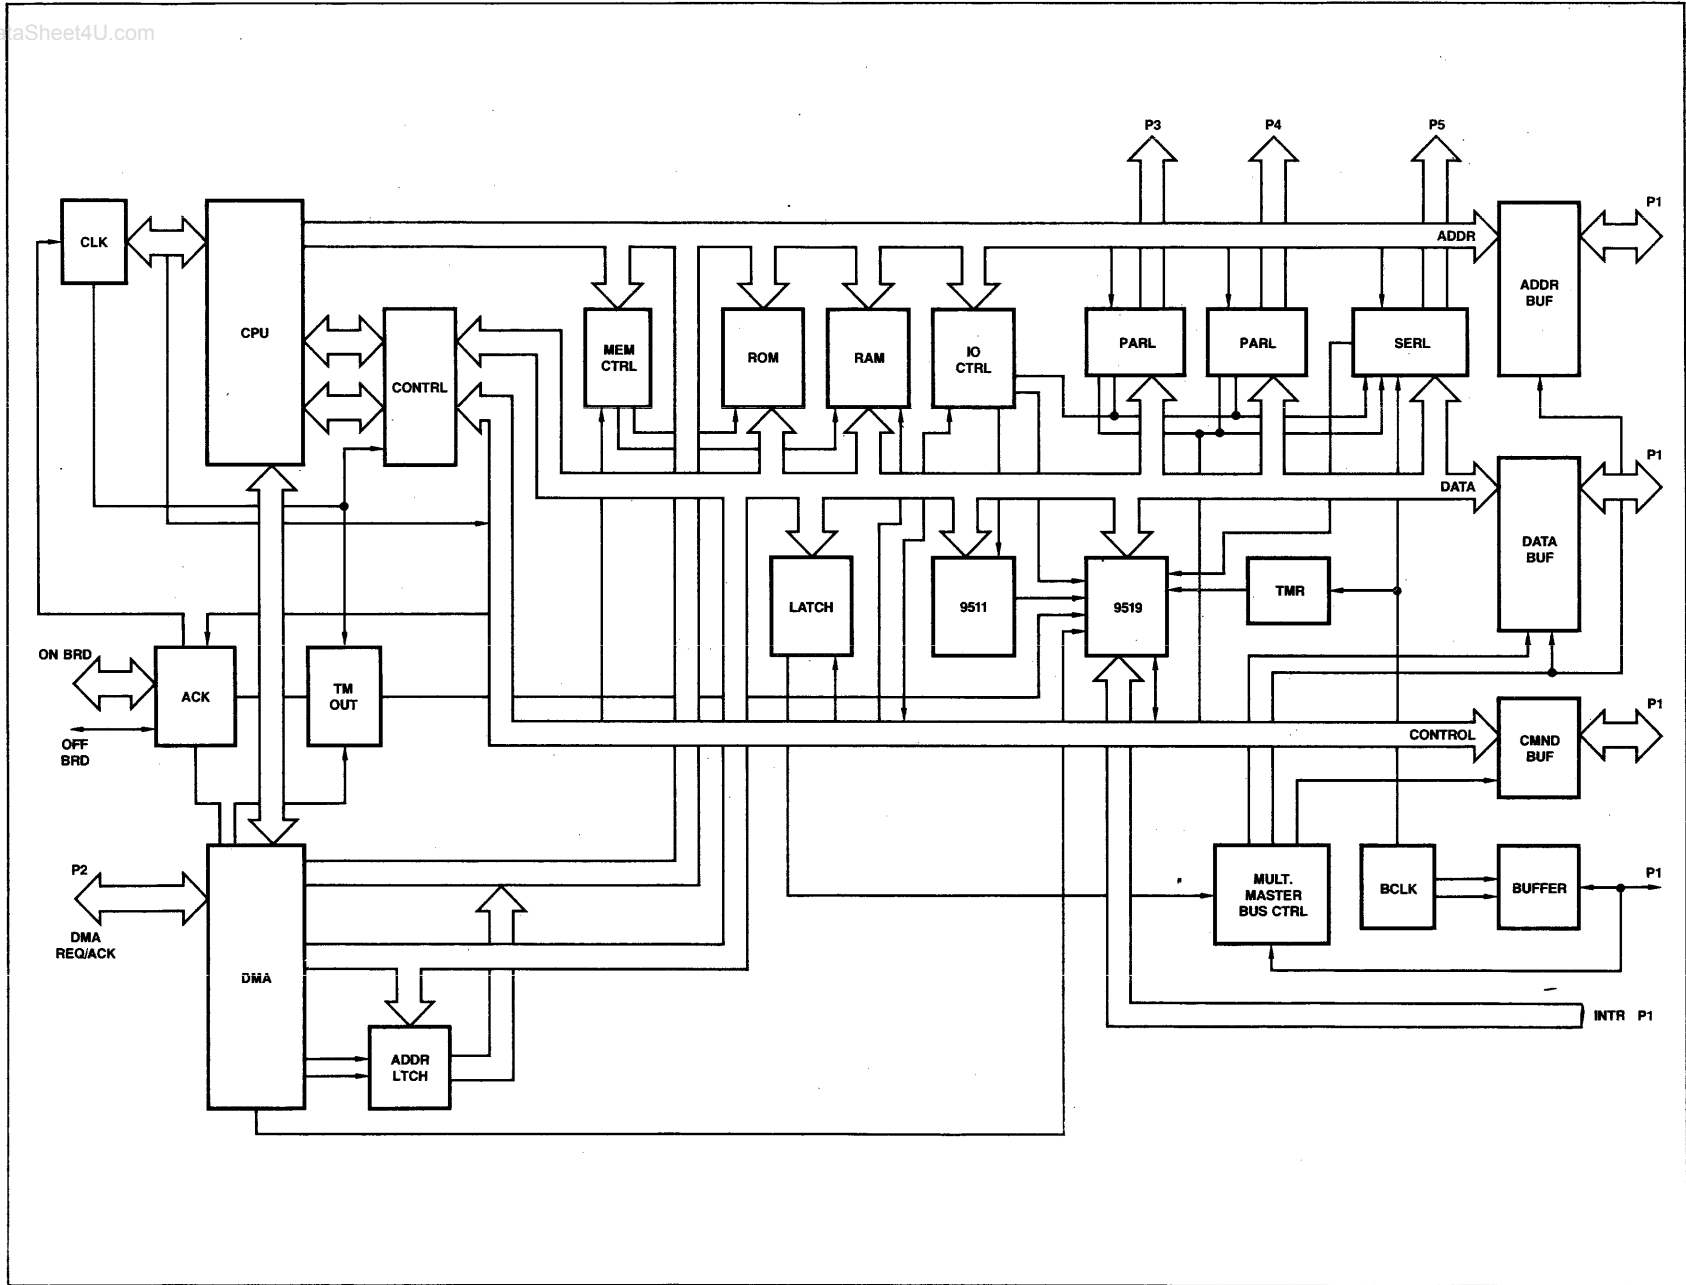 taSheet4U.com
P3
P4
P5
P1
CLK
ADDR
ADDR
BUF
CPU
CONTRL
MEM
CTRL
ROM
RAM
IO
CTRL
PARL
PARL
SERL
P1
DATA
DATA
BUF
LATCH
9511
9519
TMR
ON BRD
ACK
TM
OUT
OFF
BRD
P1
CONTROL
CMND
BUF
P2
DMA
REQ/ACK
DMA
MULT.
MASTER
BUS CTRL
BCLK
BUFFER
P1
ADDR
LTCH
INTR P1